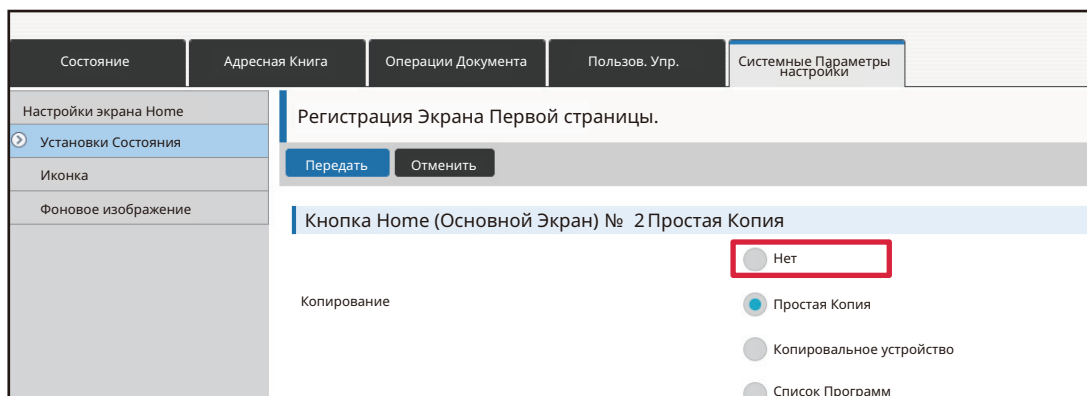 Состояние
Адресная Книга
Операции Документа
Пользов. Упр.
Системные Параметры
настройки
Настройки экрана Home
Установки Состояния
Иконка
Фоновое изображение
Регистрация Экрана Первой страницы.
Передать
Отменить
Кнопка Home (Основной Экран) № 2 Простая Копия
Нет
Копирование
Простая Копия
Копировальное устройство
Список Программ